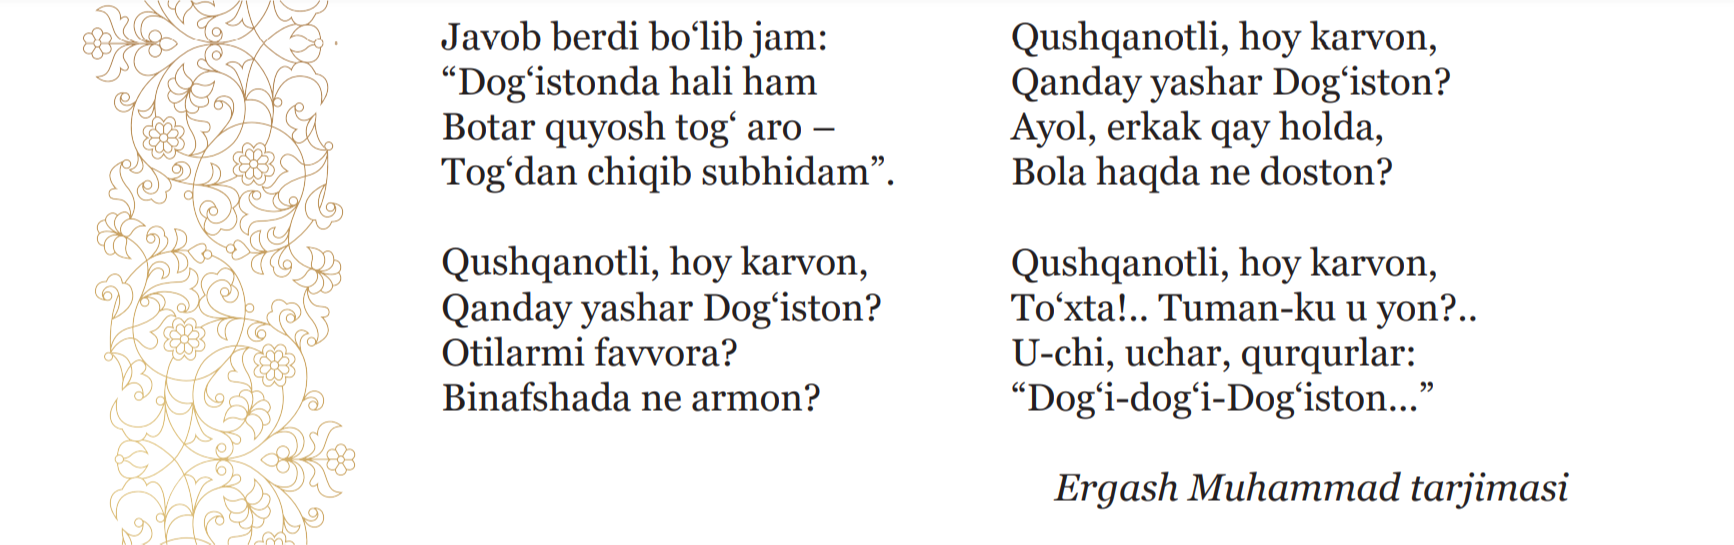 Javob berdi bo‘lib jam:
“Dog‘istonda hali ham
Botar quyosh tog‘ aro –
Tog‘dan chiqib subhidam”.
Qushqanotli, hoy karvon,
Qanday yashar Dog‘iston?
Otilarmi favvora?
Binafshada ne armon?
Qushqanotli, hoy karvon,
Qanday yashar Dog‘iston?
Ayol, erkak qay holda,
Bola haqda ne doston?
Qushqanotli, hoy karvon,
To‘xta!.. Tuman-ku u yon?..
U-chi, uchar, qurqurlar:
“Dog‘i-dog‘i-Dog‘iston...”
Ergash Muhammad tarjimasi